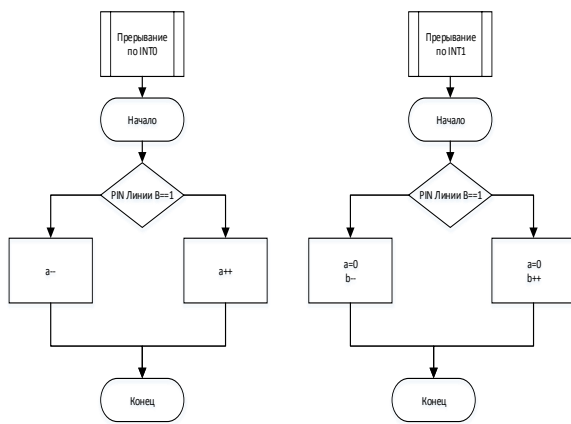 Прерывание
по INT0
Начало
PIN Линии B==1
a--
a++
Конец
Прерывание
по INT1
Начало
PIN Линии B==1
a=0
b--
a=0
b++
Конец